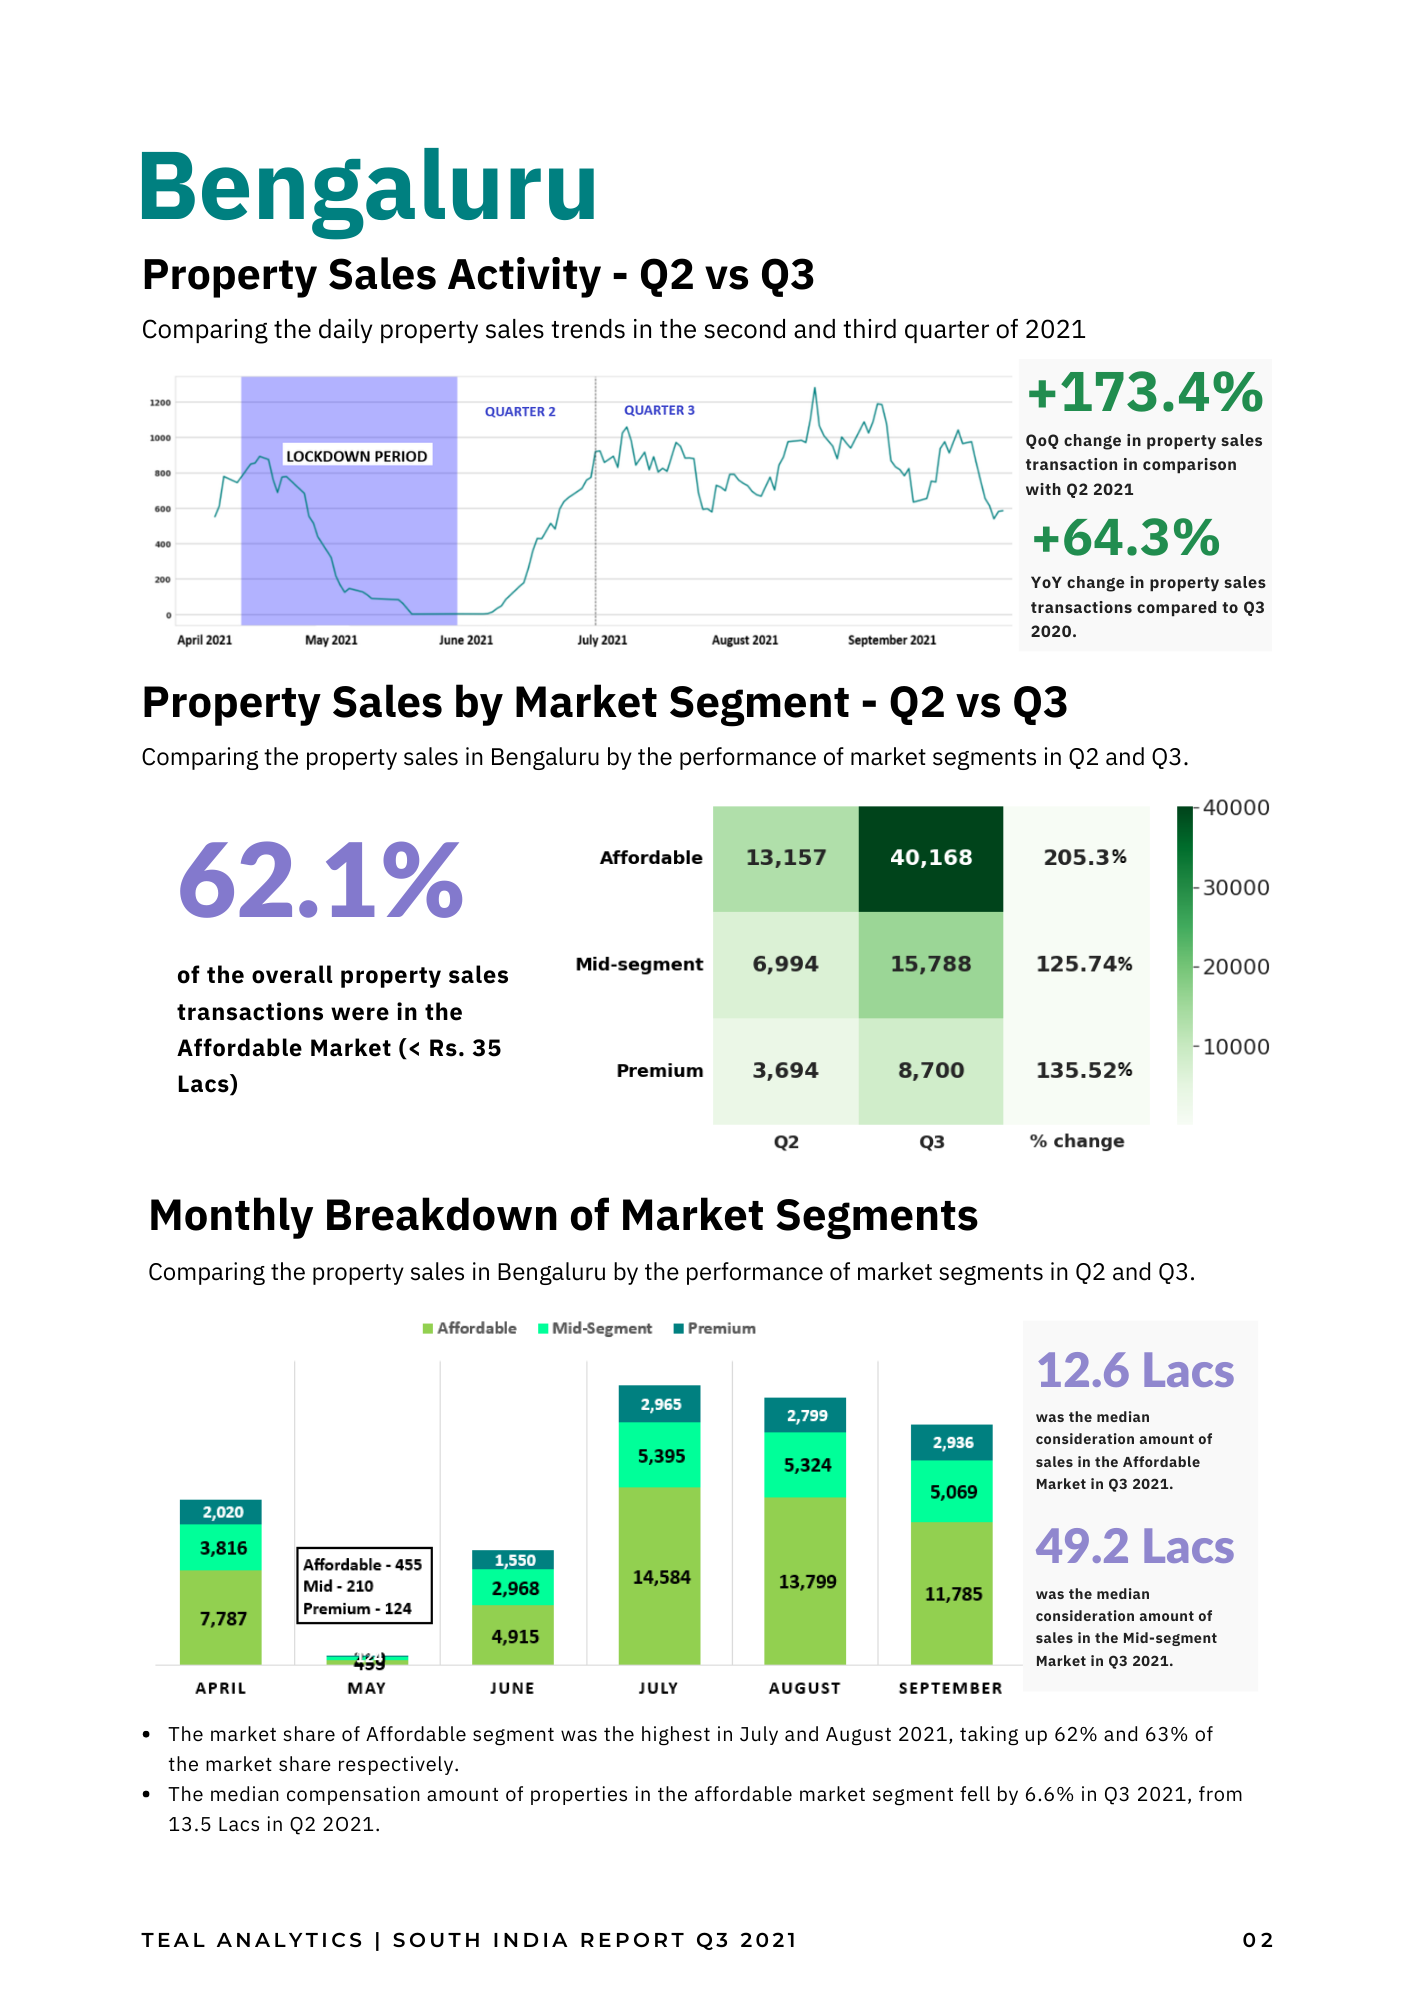 Bengaluru
Property Sales Activity - Q2 vs Q3
Comparing the daily property sales trends in the second and third quarter of 2021
1200
1000
800
600
400
200
0
QUARTER 2
QUARTER 3
LOCKDOWN PERIOD
April 2021
May 2021
June 2021
July 2021
August 2021
September 2021
+173.4%
QoQ change in property sales
transaction in comparison
with Q2 2021
+64.3%
YoY change in property sales
transactions compared to Q3
2020.
Property Sales by Market Segment - Q2 vs Q3
Comparing the property sales in Bengaluru by the performance of market segments in Q2 and Q3.
62.1%
of the overall property sales
transactions were in the
Affordable Market (< Rs. 35
Lacs)
Affordable 13,157 40,168 205.3%
Mid-segment 6,994 15,788 125.74%
Premium 3,694 8,700 135.52%
Q2 Q3 % change
40000
30000
20000
10000
Monthly Breakdown of Market Segments
Comparing the property sales in Bengaluru by the performance of market segments in Q2 and Q3.
Affordable Mid-Segment Premium
2,020
3,816
7,787
Affordable - 455
Mid - 210
Premium - 124
1,550
2,968
4,915
2,965
5,395
14,584
2,799
5,324
13,799
2,936
5,069
11,785
APRIL
MAY
JUNE
JULY
AUGUST
SEPTEMBER
12.6 Lacs
was the median
consideration amount of
sales in the Affordable
Market in Q3 2021.
49.2 Lacs
was the median
consideration amount of
sales in the Mid-segment
Market in Q3 2021.
• The market share of Affordable segment was the highest in July and August 2021, taking up 62% and 63% of
the market share respectively.
• The median compensation amount of properties in the affordable market segment fell by 6.6% in Q3 2021, from
13.5 Lacs in Q2 2O21.
TEAL ANALYTICS | SOUTH INDIA REPORT Q3 2021
02